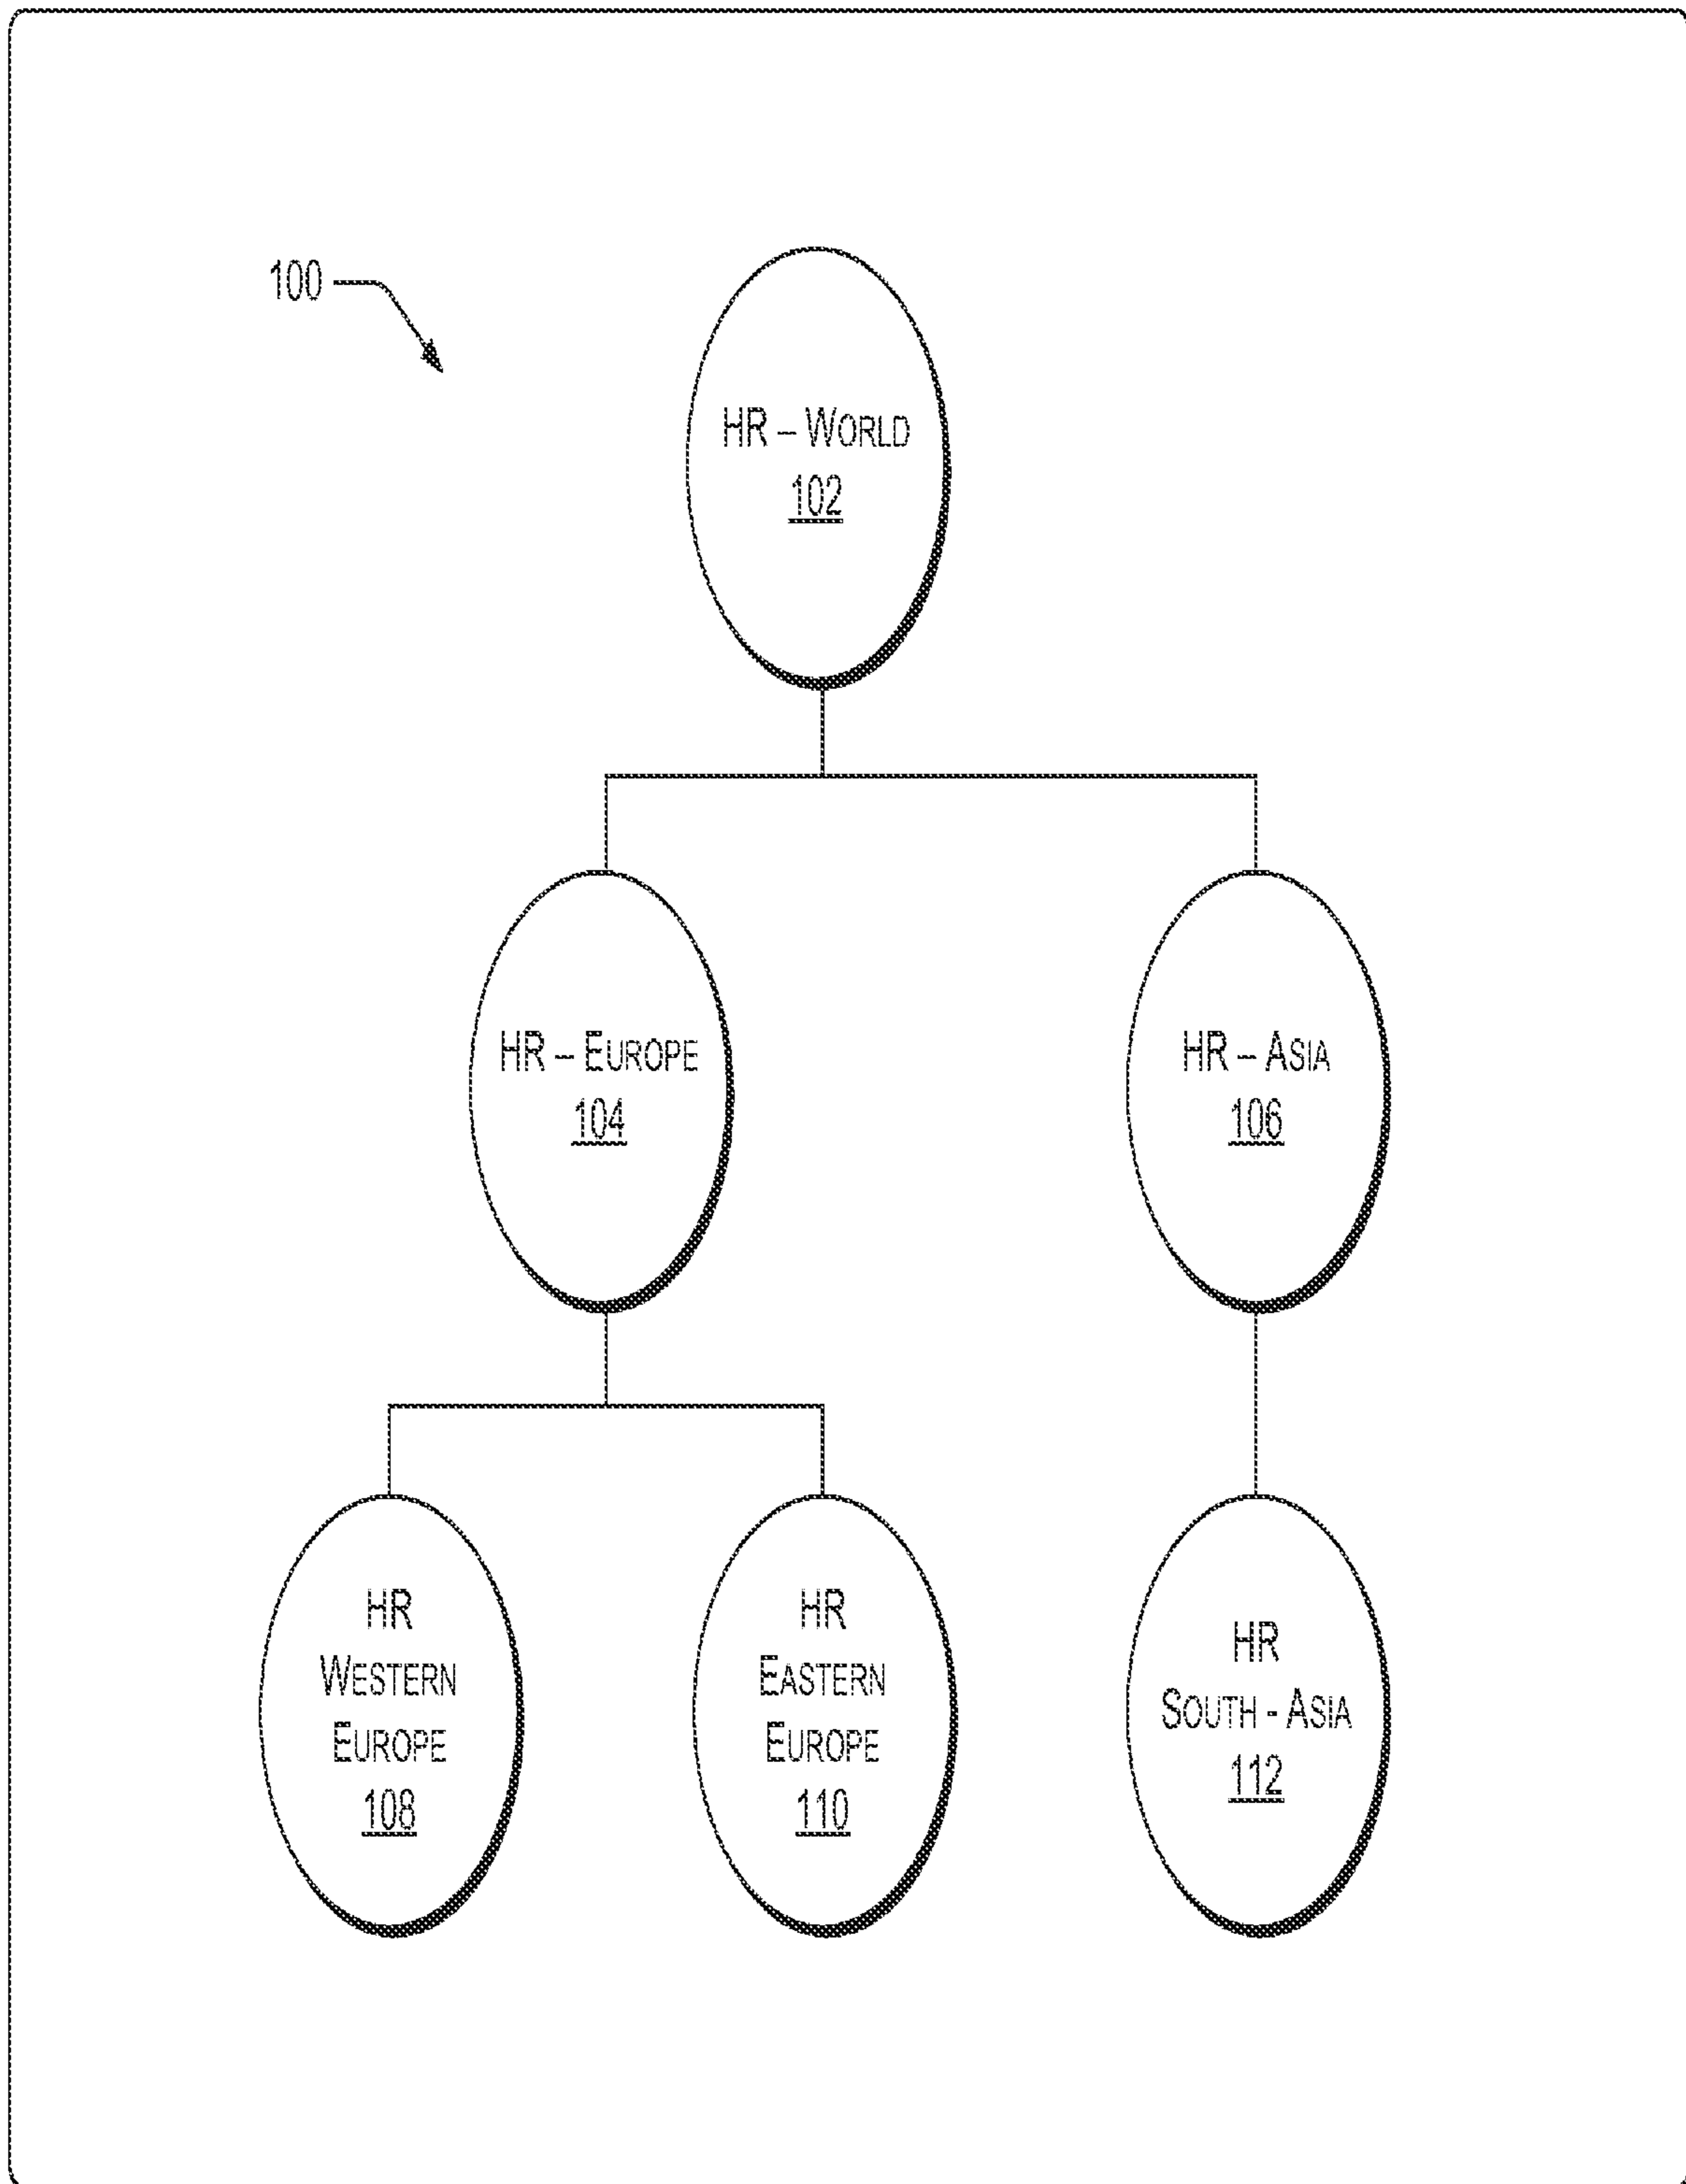 100
HR – WORLD
102
HR – EUROPE
104
HR – ASIA
106
HR
WESTERN
EUROPE
108
HR
EASTERN
EUROPE
110
HR
SOUTH - ASIA
112